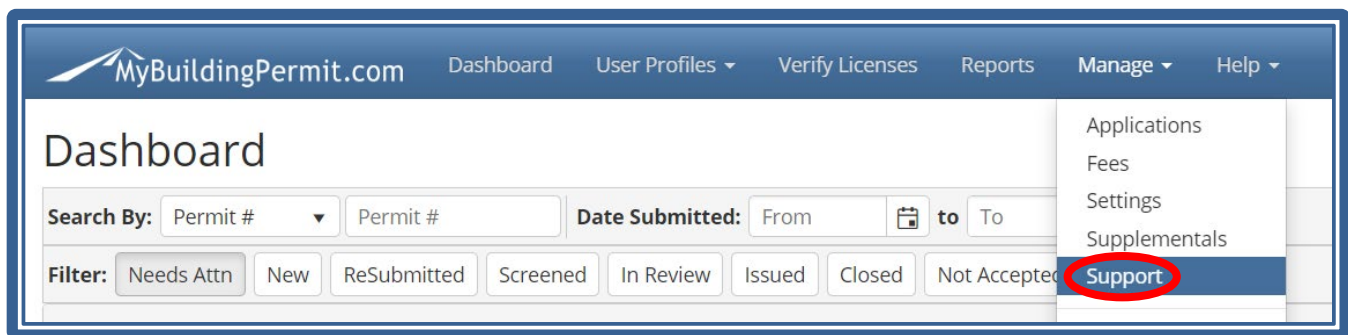 MyBuildingPermit.com Dashboard User Profiles Verify Licenses Reports Manage Help
Applications
Dashboard
Fees
Settings
Search By: Permit # Permit # Date Submitted: From to To
Supplementals
Filter: Needs Attn New ReSubmitted Screened In Review Issued Closed Not Accepted
Support